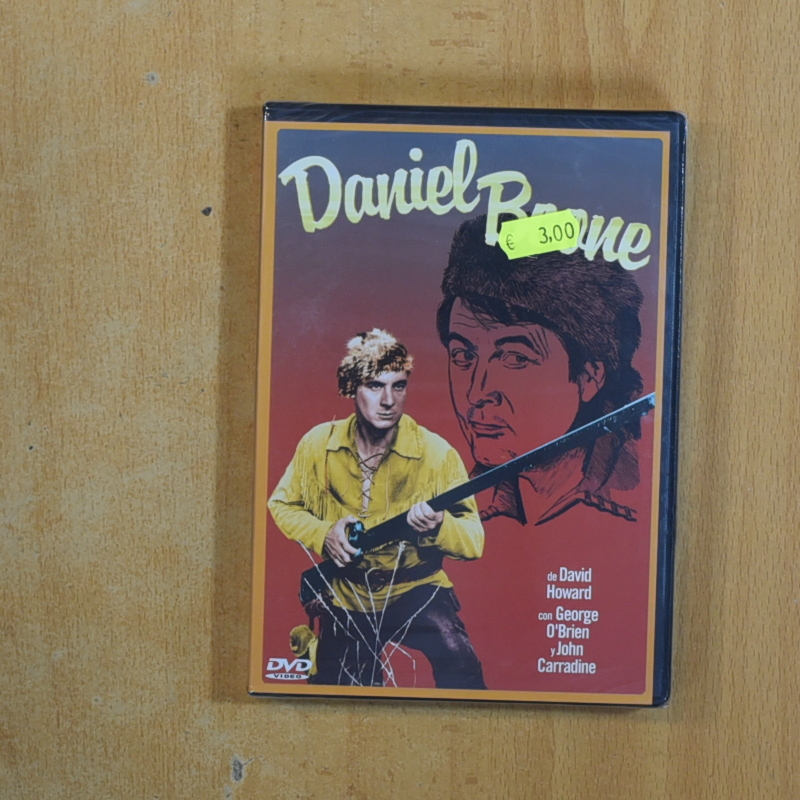 Daniel Boone
€ 3,00
de David
Howard
con George
O'Brien
y John
Carradine
DVD
VIDEO